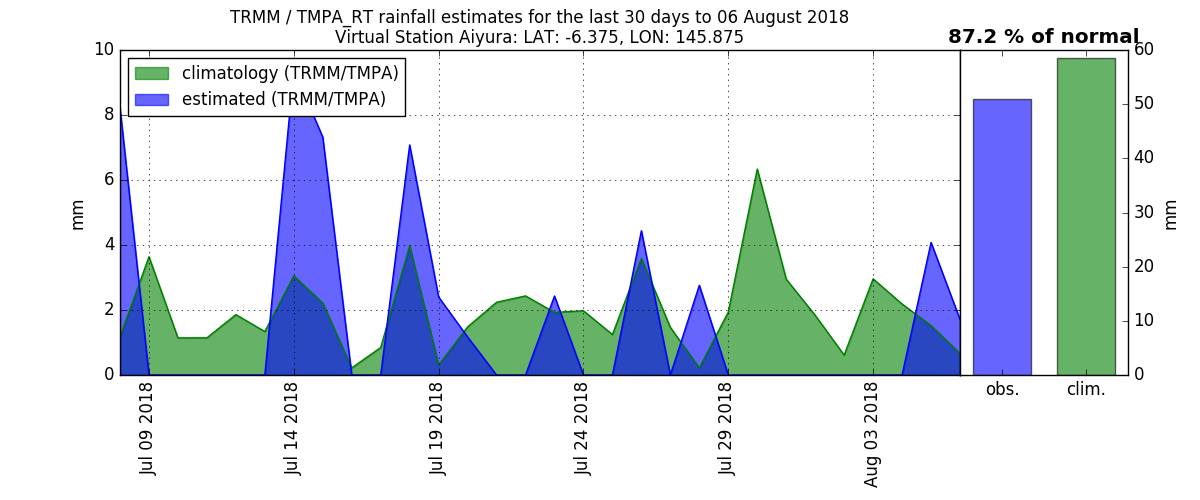 TRMM / TMPA_RT rainfall estimates for the last 30 days to 06 August 2018
Virtual Station Aiyura: LAT: -6.375, LON: 145.875
87.2 % of normal
climatology (TRMM/TMPA)
estimated (TRMM/TMPA)
10
8
6
4
2
0
mm
60
50
40
30
20
10
0
mm
obs.
clim.
Jul 09 2018
Jul 14 2018
Jul 19 2018
Jul 24 2018
Jul 29 2018
Aug 03 2018